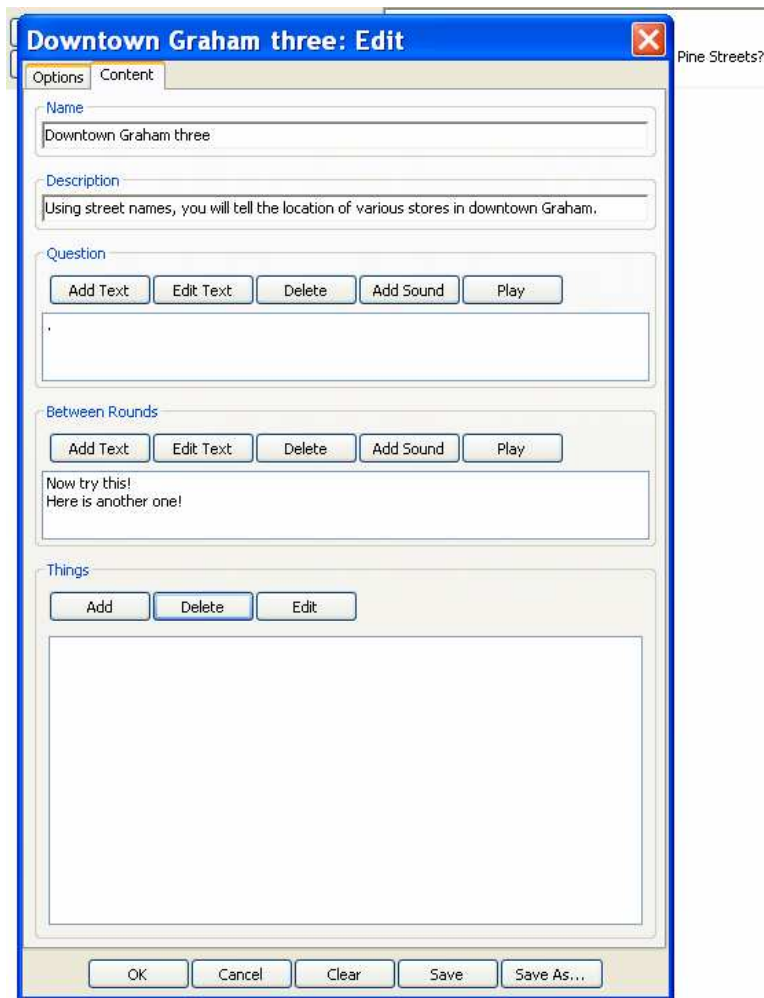 Downtown Graham three: Edit
Pine Streets?
Options Content
Name
Downtown Graham three
Description
Using street names, you will tell the location of various stores in downtown Graham.
Question
Add Text Edit Text Delete Add Sound Play
.
Between Rounds
Add Text Edit Text Delete Add Sound Play
Now try this!
Here is another one!
Things
Add Delete Edit
OK Cancel Clear Save Save As...